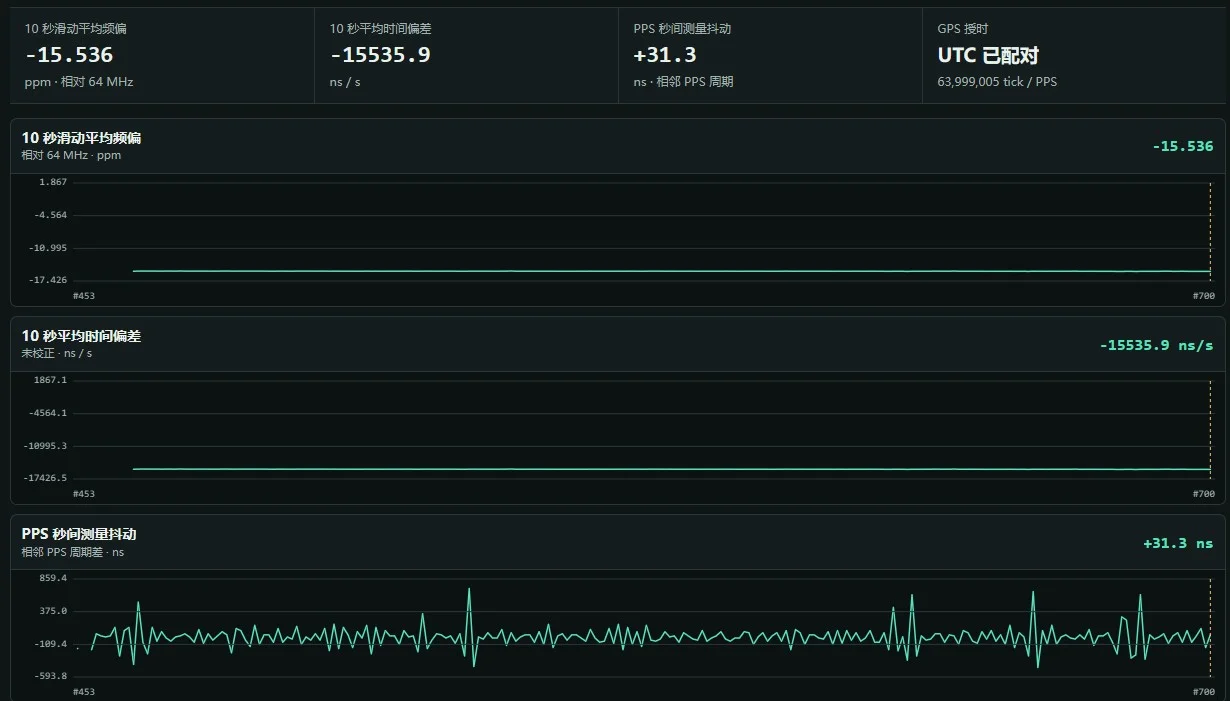 10 秒滑动平均频偏
-15.536
ppm · 相对 64 MHz
10 秒平均时间偏差
-15535.9
ns / s
PPS 秒间测量抖动
+31.3
ns · 相邻 PPS 周期
GPS 授时
UTC 已配对
63,999,005 tick / PPS
10 秒滑动平均频偏
相对 64 MHz · ppm
-15.536
1.867
-4.564
-10.995
-17.426
#453
#700
10 秒平均时间偏差
未校正 · ns / s
-15535.9 ns/s
1867.1
-4564.1
-10995.3
-17426.5
#453
#700
PPS 秒间测量抖动
相邻 PPS 周期差 · ns
+31.3 ns
859.4
375.0
-109.4
-593.8
#453
#700